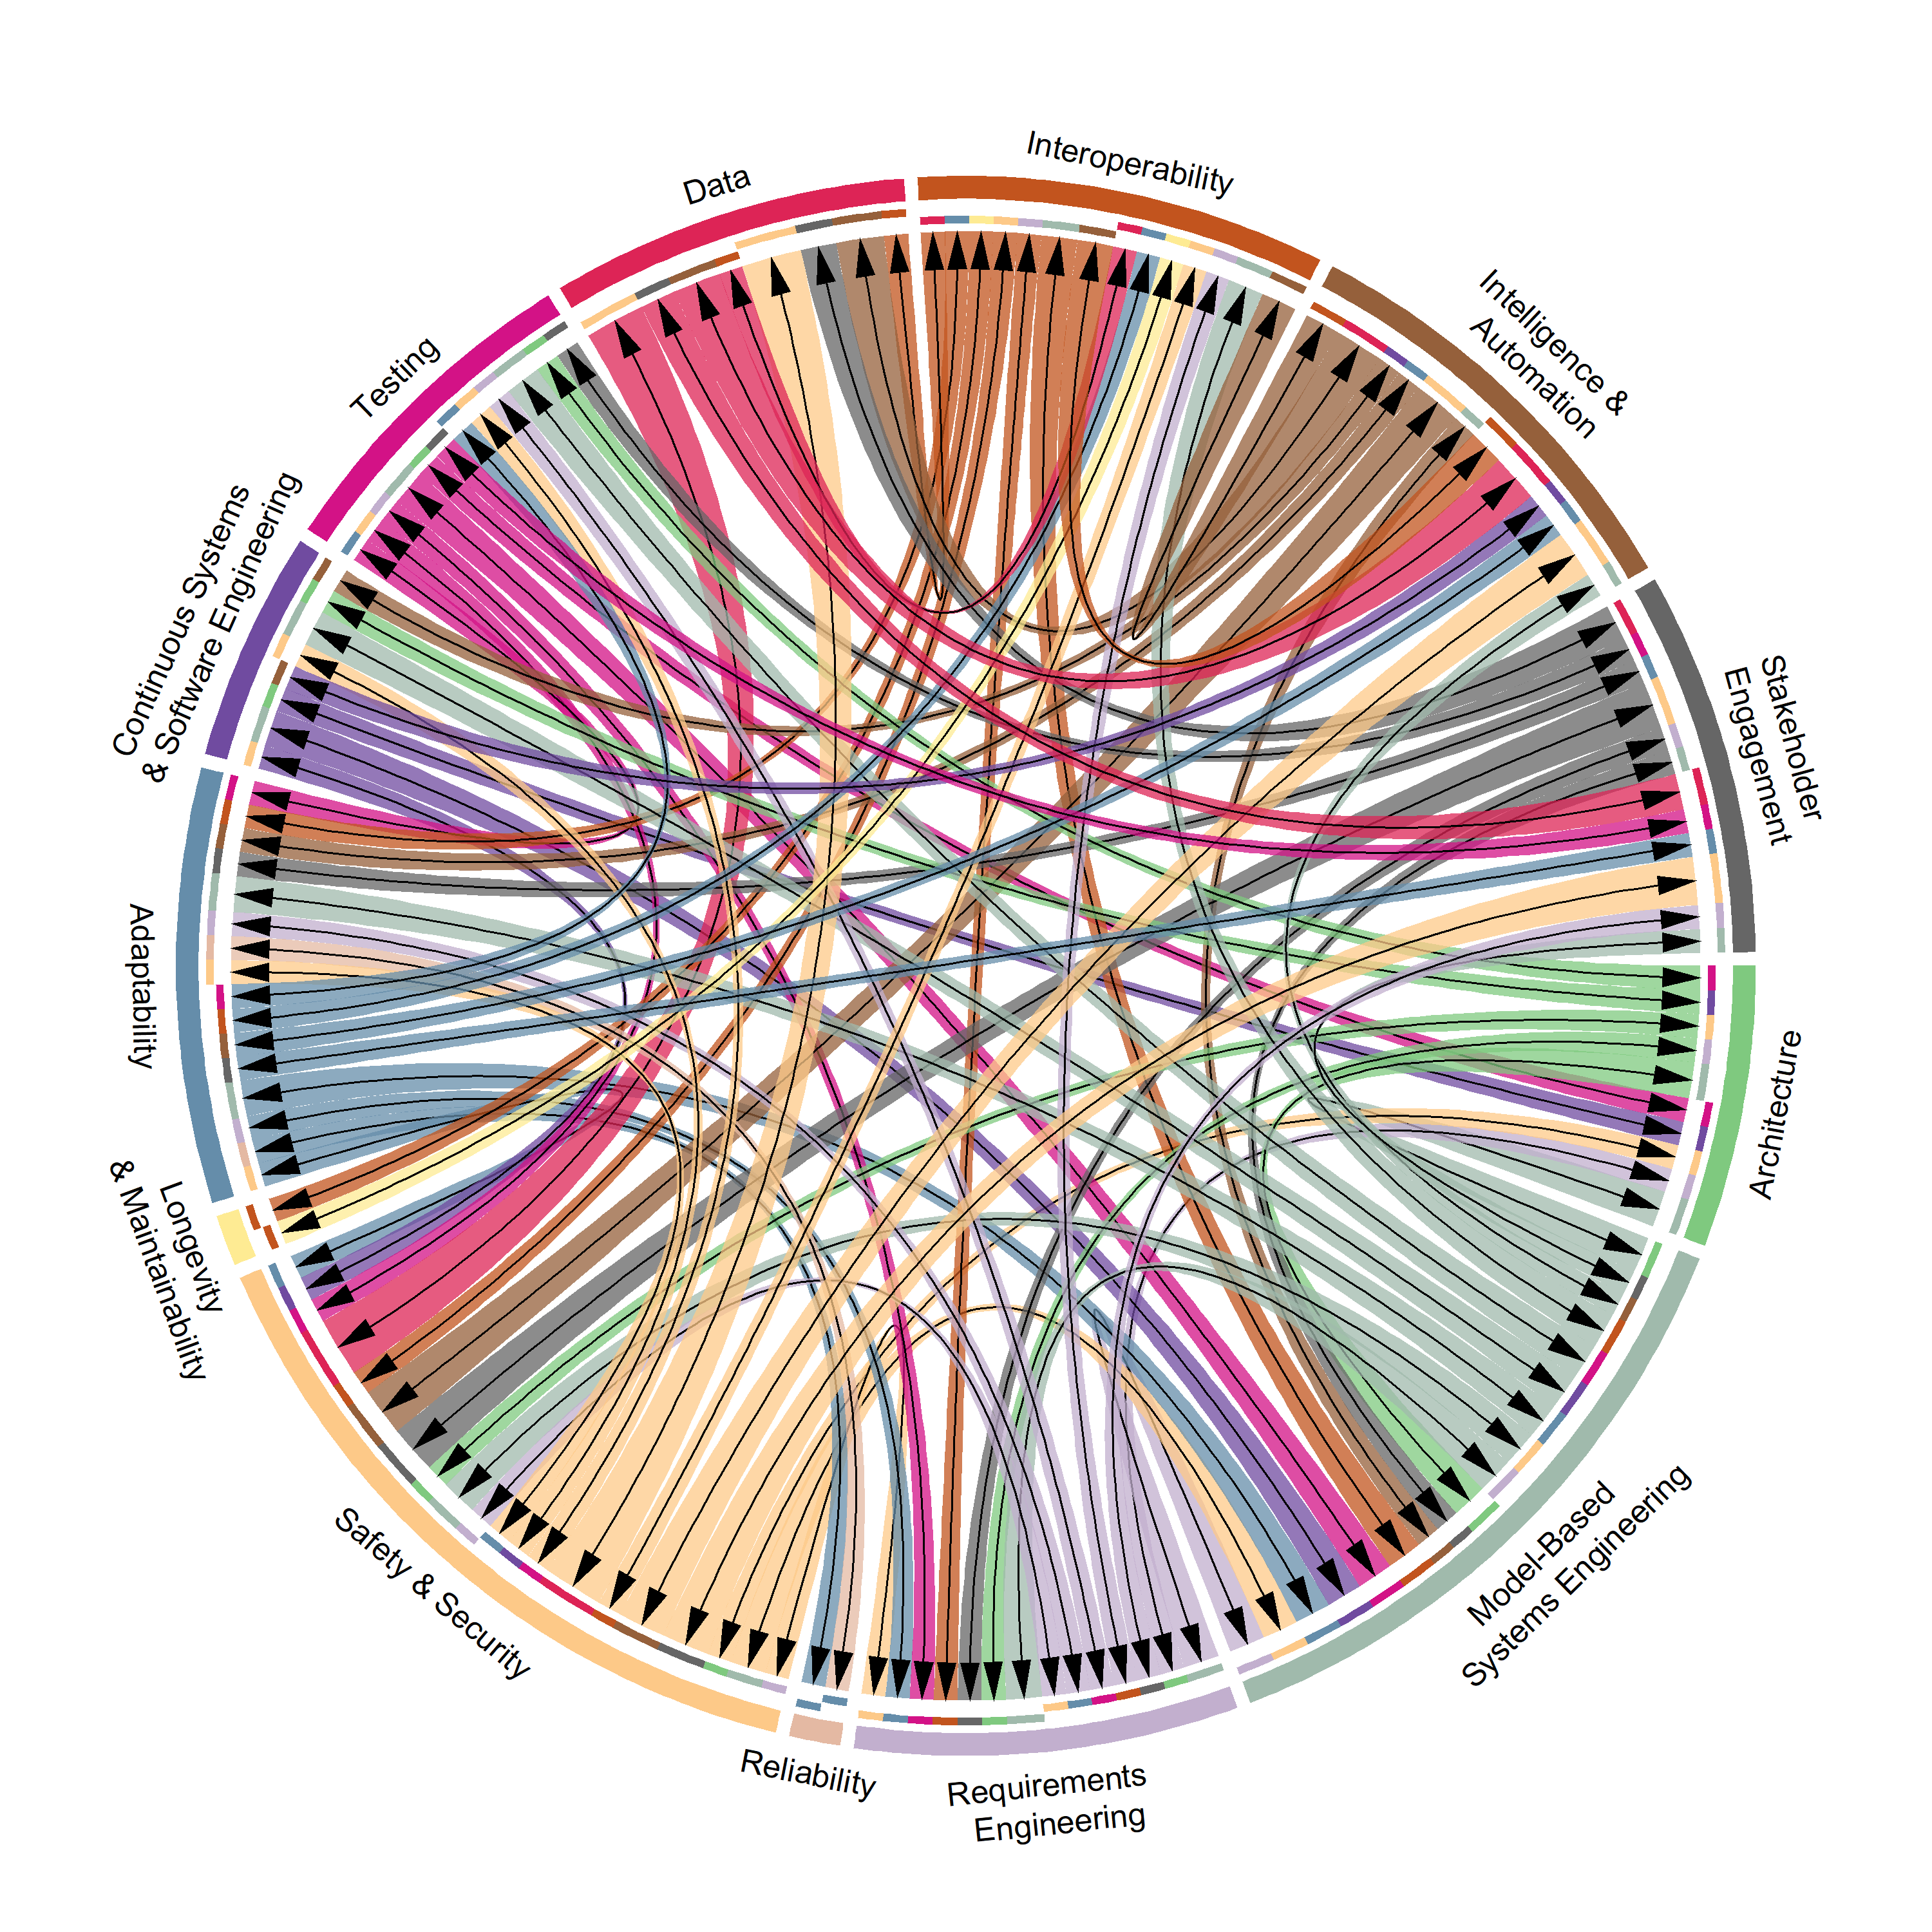 Interoperability
Intelligence &
Automation
Stakeholder
Engagement
Architecture
Model-Based
Systems Engineering
Requirements
Engineering
Reliability
Safety & Security
Longevity
& Maintainability
Adaptability
Continuous Systems
& Software Engineering
Testing
Data